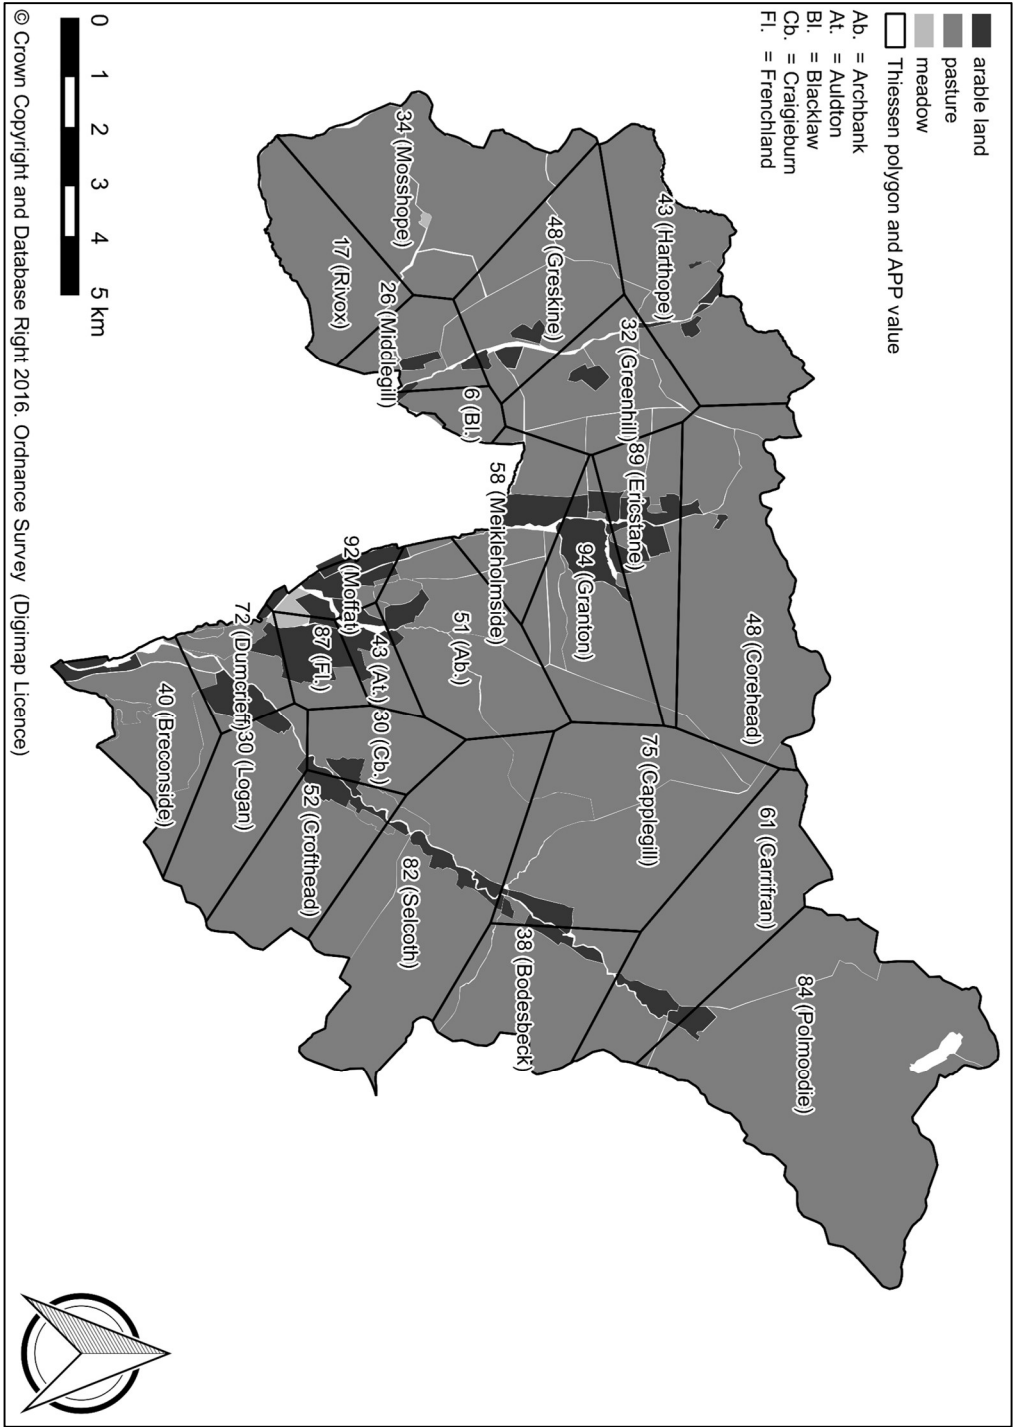 arable land
pasture
meadow
Thiessen polygon and APP value
Ab. = Archbank
At. = Auldton
Bl. = Blacklaw
Cb. = Craigieburn
Fl. = Frenchland
84 (Polmoodie)
61 (Carrifran)
48 (Corehead)
43 (Harthope)
75 (Capplegill)
89 (Ericstane)
32 (Greenhill)
94 (Granton)
48 (Greskine)
38 (Bodesbeck)
58 (Meikleholmside)
6 (Bl.)
51 (Ab.)
82 (Selcoth)
34 (Mosshope)
26 (Middlegill)
43 (At.)
30 (Cb.)
92 (Moffat)
17 (Rivox)
87 (Fl.)
52 (Crofthead)
72 (Dumcrieff)
30 (Logan)
40 (Breconside)
0 1 2 3 4 5 km
© Crown Copyright and Database Right 2016. Ordnance Survey (Digimap Licence)